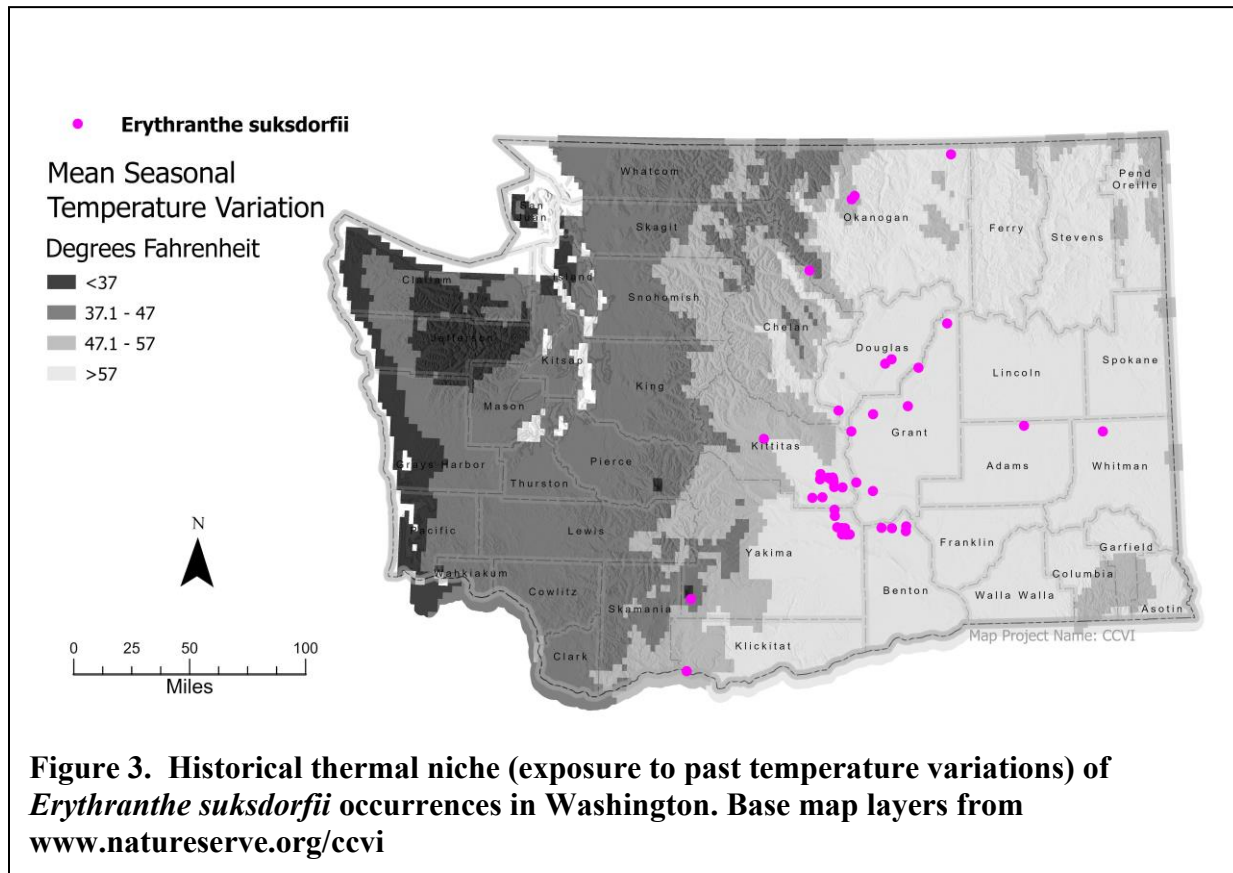 Erythranthe suksdorfii
Mean Seasonal
Temperature Variation
Degrees Fahrenheit
<37
37.1 - 47
47.1 - 57
>57
Whatcom
Pend
Oreille
San
Juan
Skagit
Okanogan
Ferry
Stevens
Clallam
Island
Snohomish
Chelan
Jefferson
Kitsap
Douglas
Spokane
Lincoln
King
Mason
Grant
Kittitas
Grays Harbor
Pierce
Adams
Whitman
Thurston
N
Pacific
Lewis
Yakima
Franklin
Garfield
Wahkiakum
Columbia
Cowlitz
Skamania
Benton
Walla Walla
Asotin
Klickitat
Map Project Name: CCVI
Clark
0 25 50 100
Miles
Figure 3. Historical thermal niche (exposure to past temperature variations) of
Erythranthe suksdorfii occurrences in Washington. Base map layers from
www.natureserve.org/ccvi